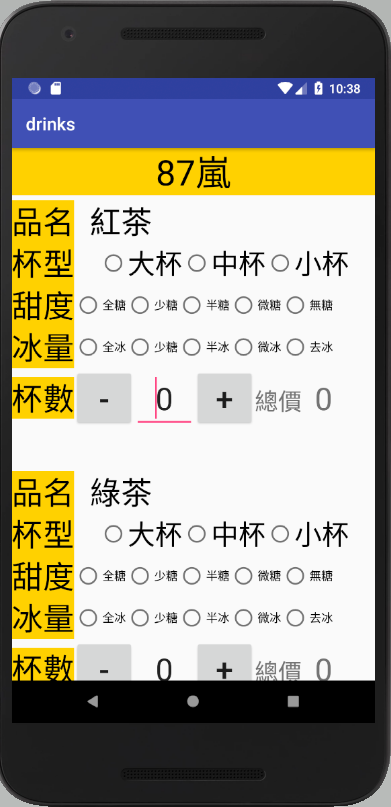 10:38
drinks
87嵐
品名 紅茶
杯型 大杯 中杯 小杯
甜度 全糖 少糖 半糖 微糖 無糖
冰量 全冰 少糖 半冰 微冰 去冰
杯數 - 0 + 總價 0
品名 綠茶
杯型 大杯 中杯 小杯
甜度 全糖 少糖 半糖 微糖 無糖
冰量 全冰 少糖 半冰 微冰 去冰
杯數 - 0 + 總價 0